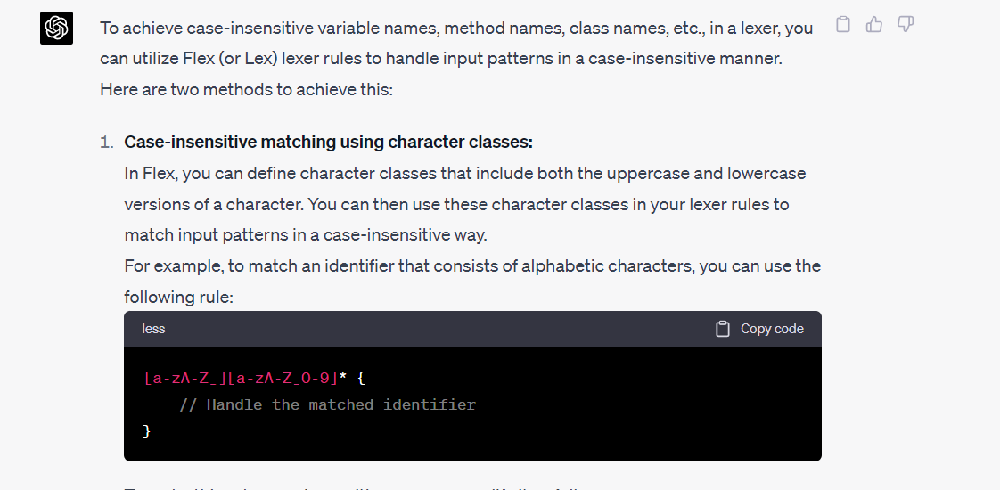 To achieve case-insensitive variable names, method names, class names, etc., in a lexer, you
can utilize Flex (or Lex) lexer rules to handle input patterns in a case-insensitive manner.
Here are two methods to achieve this:
1. Case-insensitive matching using character classes:
In Flex, you can define character classes that include both the uppercase and lowercase
versions of a character. You can then use these character classes in your lexer rules to
match input patterns in a case-insensitive way.
For example, to match an identifier that consists of alphabetic characters, you can use the
following rule:
less Copy code
[a-zA-Z_][a-zA-Z_0-9]* {
// Handle the matched identifier
}